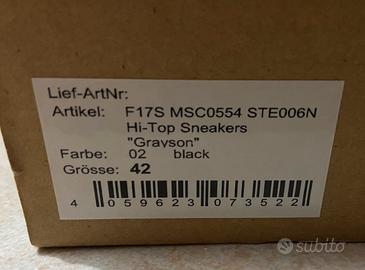 Lief-ArtNr:
Artikel: F17S MSC0554 STE006N
Hi-Top Sneakers
"Grayson"
Farbe: 02 black
Grösse: 42
4 059623 073522
subito